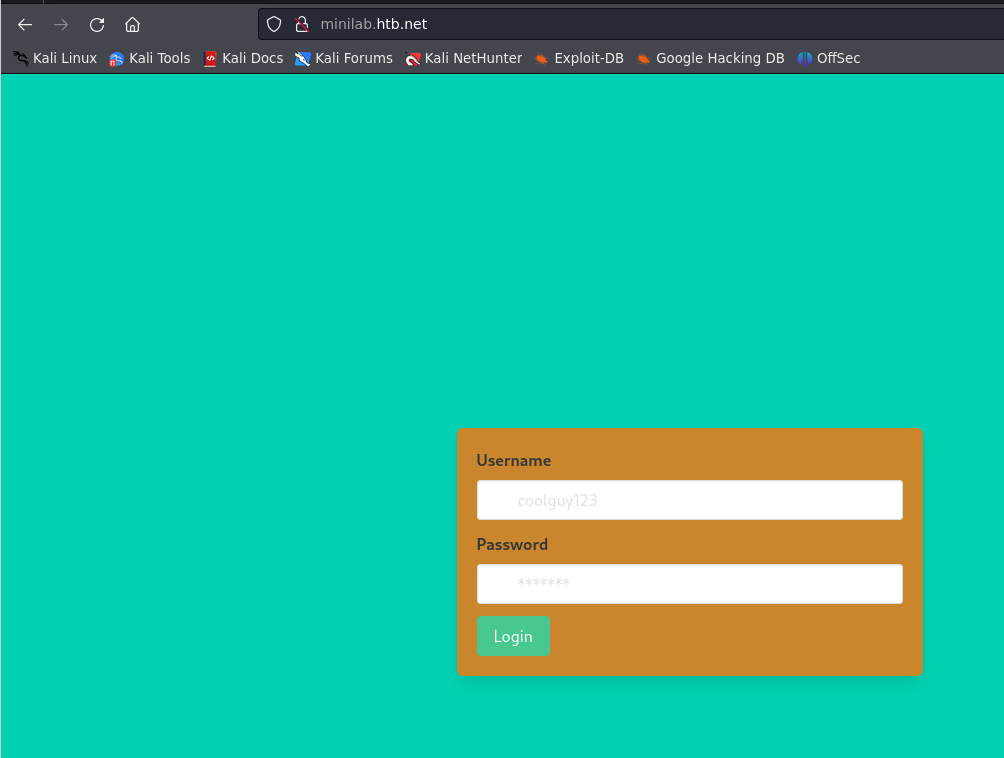 minilab.htb.net
Kali Linux Kali Tools Kali Docs Kali Forums Kali NetHunter Exploit-DB Google Hacking DB OffSec
Username
coolguy123
Password
*******
Login